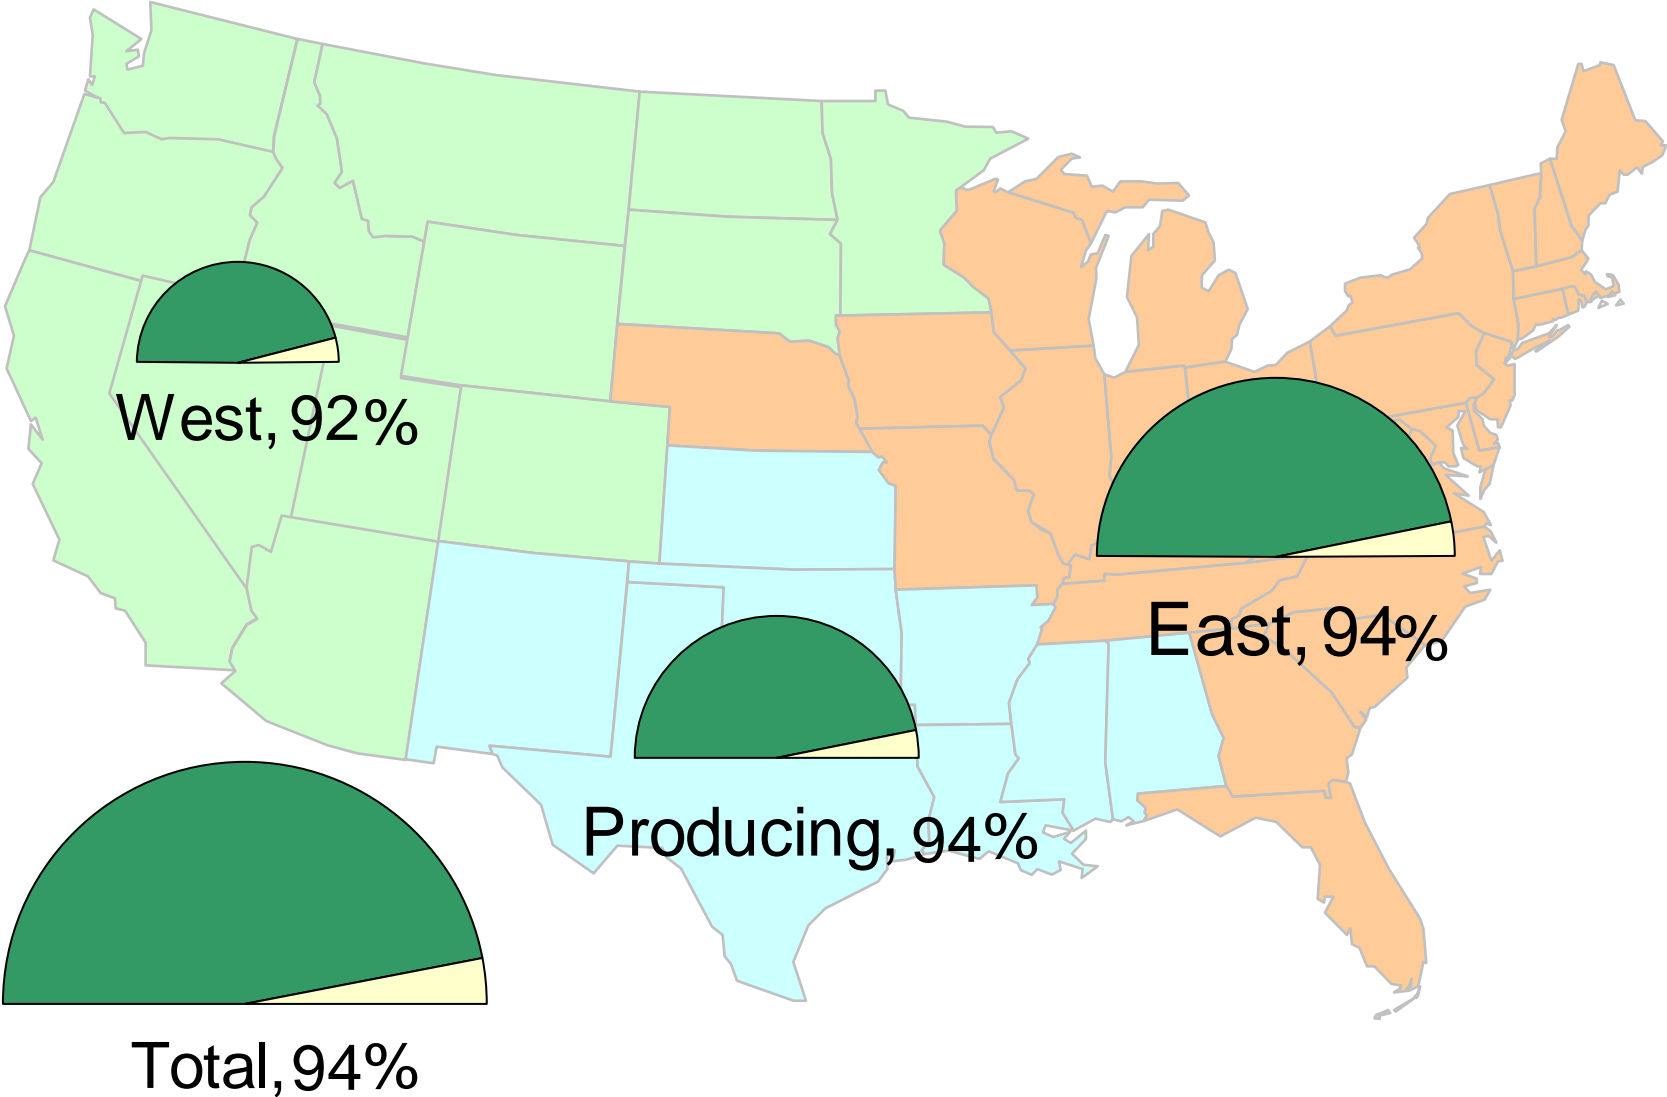 West, 92%
East, 94%
Producing, 94%
Total, 94%